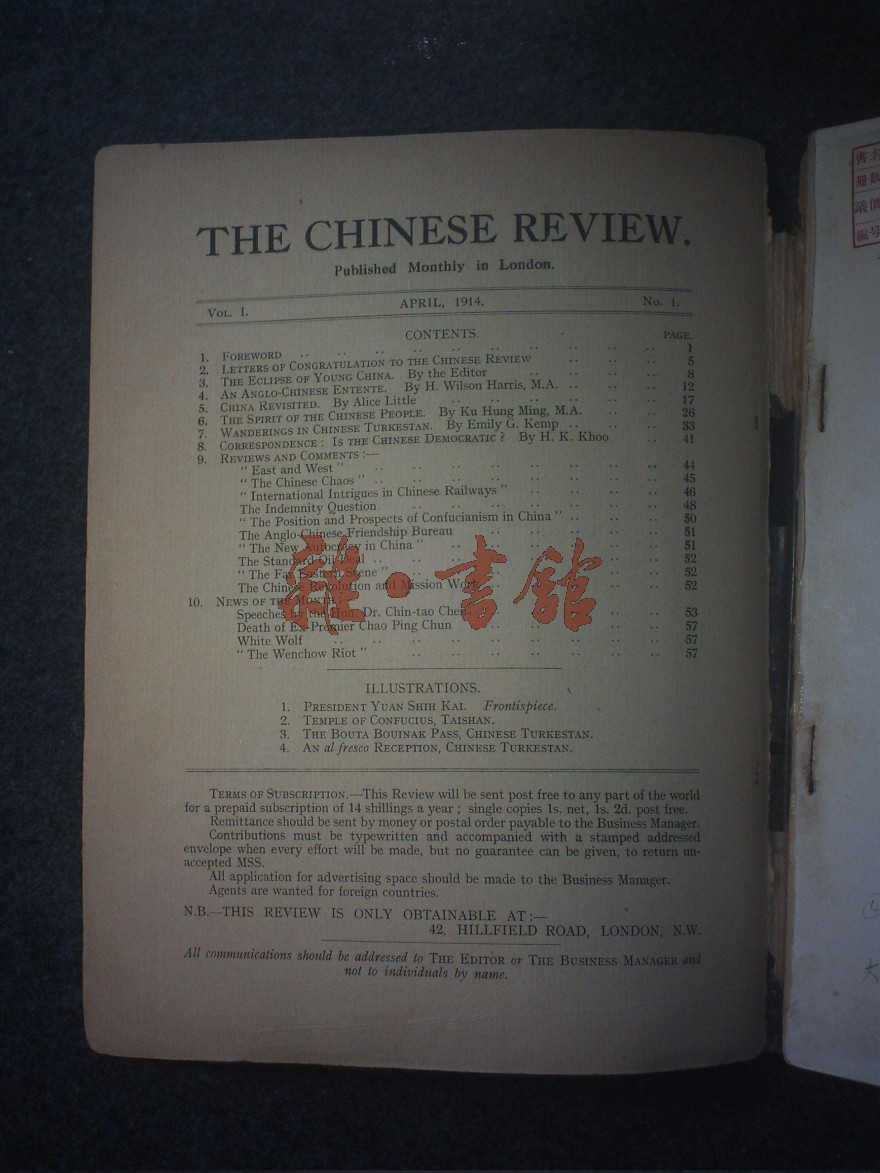 THE CHINESE REVIEW.
Published Monthly in London.
VOL. I. APRIL, 1914. No. 1.
CONTENTS. PAGE.
1. FOREWORD .. .. .. .. .. .. .. .. .. .. 1
2. LETTERS OF CONGRATULATION TO THE CHINESE REVIEW .. .. .. 5
3. THE ECLIPSE OF YOUNG CHINA. By the Editor .. .. .. .. 8
4. AN ANGLO-CHINESE ENTENTE. By H. Wilson Harris, M.A. .. .. .. 12
5. CHINA REVISITED. By Alice Little .. .. .. .. .. 17
6. THE SPIRIT OF THE CHINESE PEOPLE. By Ku Hung Ming, M.A. .. .. 26
7. WANDERINGS IN CHINESE TURKESTAN. By Emily G. Kemp .. .. .. 33
8. CORRESPONDENCE: IS THE CHINESE DEMOCRATIC? By H. K. Khoo .. 41
9. REVIEWS AND COMMENTS :—
" East and West " .. .. .. .. .. .. .. .. 44
" The Chinese Chaos " .. .. .. .. .. .. .. .. 45
" International Intrigues in Chinese Railways " .. .. .. .. 46
The Indemnity Question .. .. .. .. .. .. .. 48
" The Position and Prospects of Confucianism in China " .. .. .. 50
The Anglo-Chinese Friendship Bureau .. .. .. .. .. 51
" The New Autocracy in China " .. .. .. .. .. .. 51
The Standard Oil Deal .. .. .. .. .. .. .. .. 52
" The Far Eastern Scene " .. .. .. .. .. .. .. 52
The Chinese Revolution and Mission Work .. .. .. .. 52
10. NEWS OF THE MONTH :—
Speeches by the Hon. Dr. Chin-tao Chen .. .. .. .. 53
Death of Ex-Premier Chao Ping Chun .. .. .. .. .. 57
White Wolf .. .. .. .. .. .. .. .. .. 57
" The Wenchow Riot " .. .. .. .. .. .. .. 57
雜·書館
ILLUSTRATIONS.
1. PRESIDENT YUAN SHIH KAI. Frontispiece.
2. TEMPLE OF CONFUCIUS, TAISHAN.
3. THE BOUTA BOUINAK PASS, CHINESE TURKESTAN.
4. AN al fresco RECEPTION, CHINESE TURKESTAN.
TERMS OF SUBSCRIPTION.—This Review will be sent post free to any part of the world
for a prepaid subscription of 14 shillings a year ; single copies 1s. net, 1s. 2d. post free.
Remittance should be sent by money or postal order payable to the Business Manager.
Contributions must be typewritten and accompanied with a stamped addressed
envelope when every effort will be made, but no guarantee can be given, to return un-
accepted MSS.
All application for advertising space should be made to the Business Manager.
Agents are wanted for foreign countries.
N.B.—THIS REVIEW IS ONLY OBTAINABLE AT :—
42, HILLFIELD ROAD, LONDON, N.W.
All communications should be addressed to THE EDITOR or THE BUSINESS MANAGER and
not to individuals by name.
書名
冊數
議價
編号